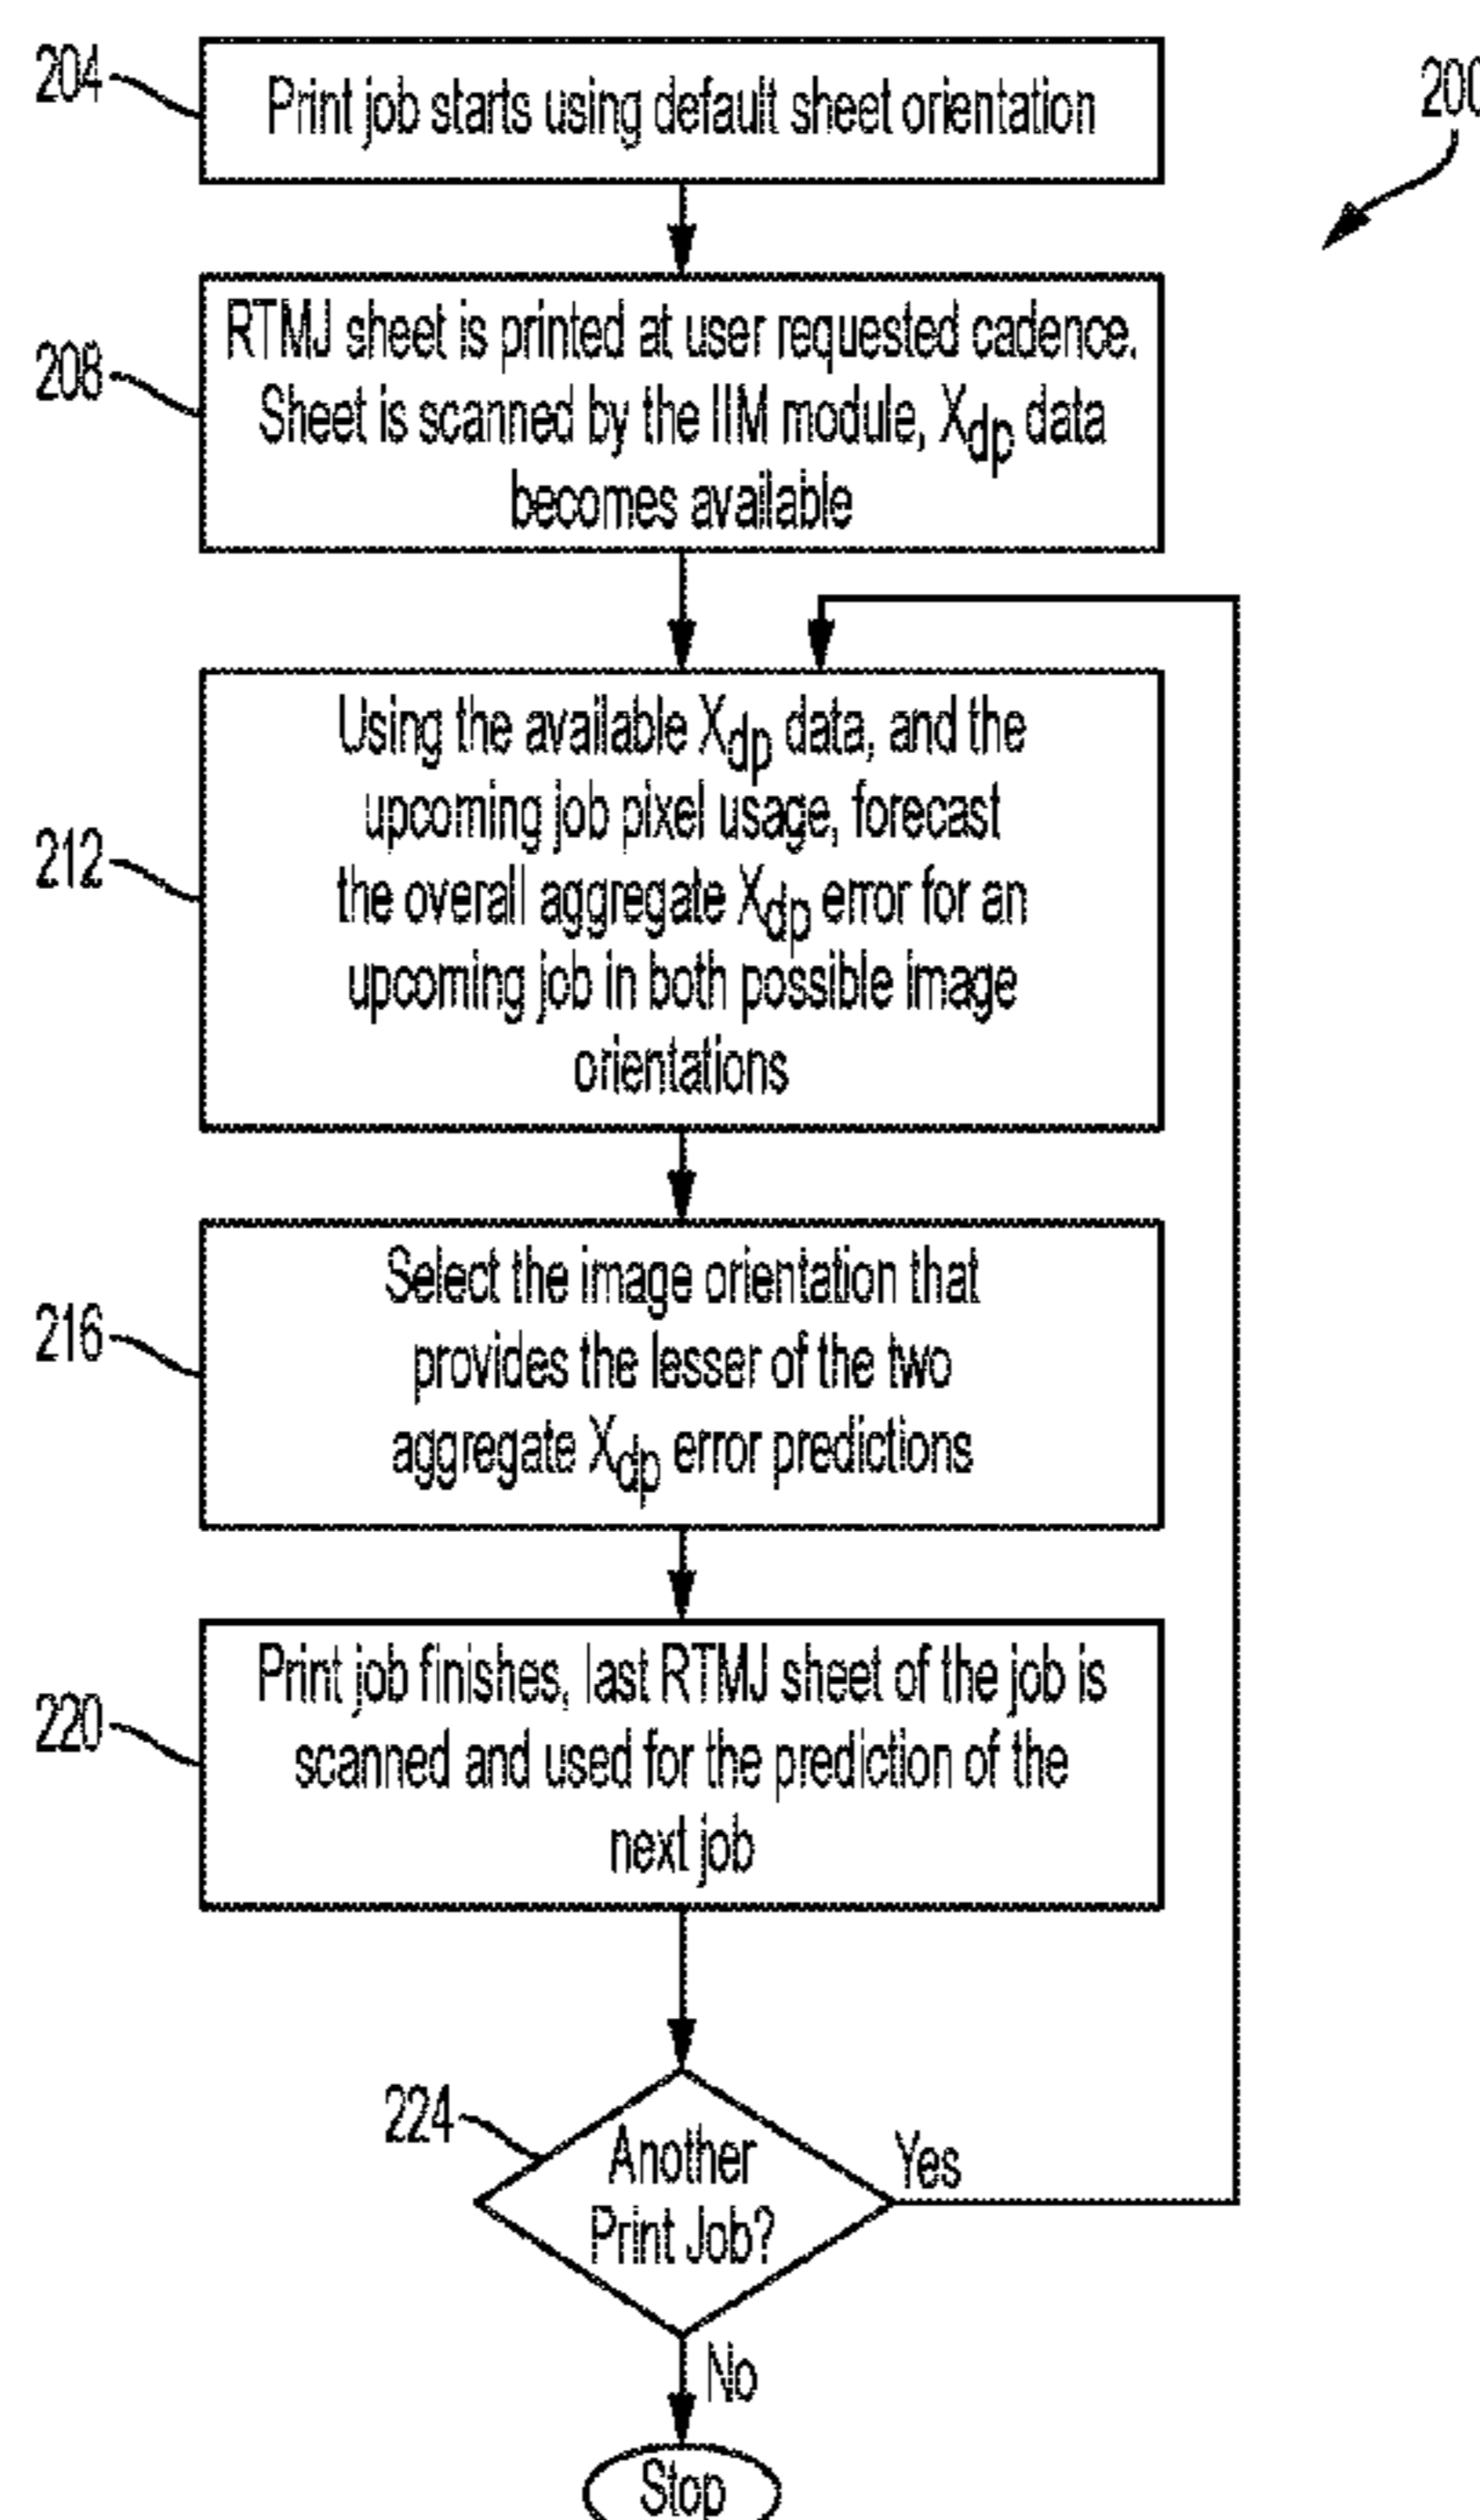 204
Print job starts using default sheet orientation
200
208
RTMJ sheet is printed at user requested cadence.
Sheet is scanned by the IIM module, Xdp data
becomes available
212
Using the available Xdp data, and the
upcoming job pixel usage, forecast
the overall aggregate Xdp error for an
upcoming job in both possible image
orientations
216
Select the image orientation that
provides the lesser of the two
aggregate Xdp error predictions
220
Print job finishes, last RTMJ sheet of the job is
scanned and used for the prediction of the
next job
224
Another
Print Job?
Yes
No
Stop